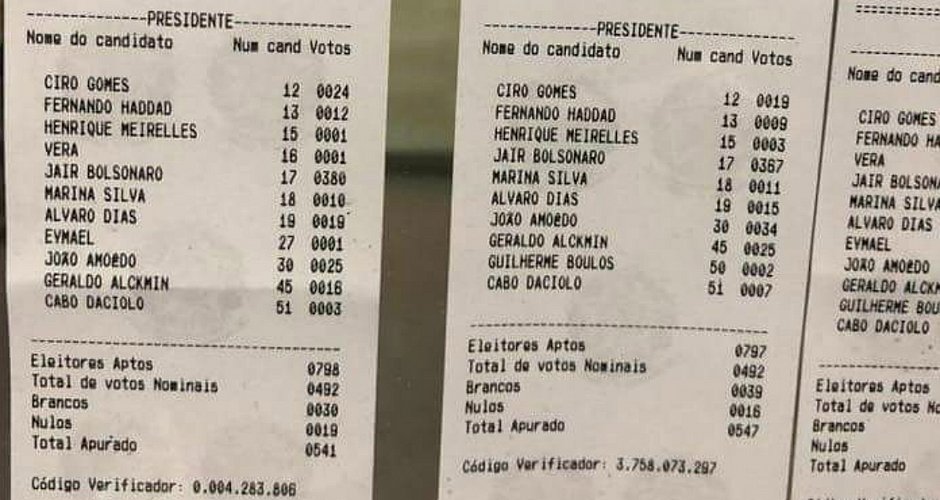 --------------PRESIDENTE---------------
Nome do candidato Num cand Votos
CIRO GOMES 12 0024
FERNANDO HADDAD 13 0012
HENRIQUE MEIRELLES 15 0001
VERA 16 0001
JAIR BOLSONARO 17 0380
MARINA SILVA 18 0010
ALVARO DIAS 19 0019
EYMAEL 27 0001
JOÃO AMOêDO 30 0025
GERALDO ALCKMIN 45 0016
CABO DACIOLO 51 0003
---------------------------------------
Eleitores Aptos 0798
Total de votos Nominais 0492
Brancos 0030
Nulos 0019
Total Apurado 0541
Código Verificador: 0.004.283.806
--------------PRESIDENTE---------------
Nome do candidato Num cand Votos
CIRO GOMES 12 0019
FERNANDO HADDAD 13 0009
HENRIQUE MEIRELLES 15 0003
JAIR BOLSONARO 17 0367
MARINA SILVA 18 0011
ALVARO DIAS 19 0015
JOÃO AMOêDO 30 0034
GERALDO ALCKMIN 45 0025
GUILHERME BOULOS 50 0002
CABO DACIOLO 51 0007
---------------------------------------
Eleitores Aptos 0797
Total de votos Nominais 0492
Brancos 0039
Nulos 0016
Total Apurado 0547
Código Verificador: 3.758.073.297
Nome do cand
CIRO GOMES
FERNANDO HA
VERA
JAIR BOLSONA
MARINA SILVA
ALVARO DIAS
EYMAEL
JOÃO AMOêDO
GERALDO ALCKM
GUILHERME BOU
CABO DACIOLO
Eleitores Aptos
Total de votos No
Brancos
Nulos
Total Apurado